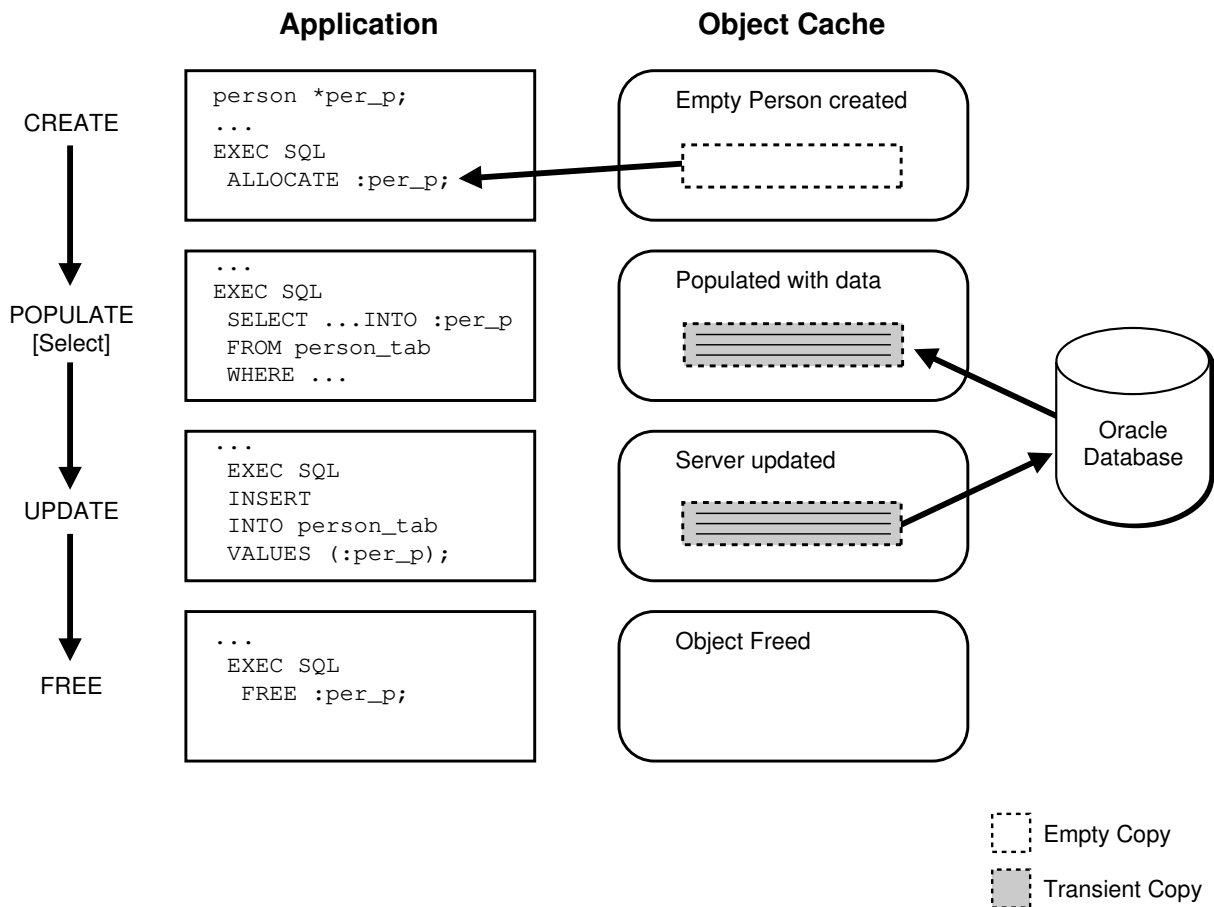 Application
Object Cache
CREATE
person *per_p;
...
EXEC SQL
ALLOCATE :per_p;
Empty Person created
POPULATE
[Select]
...
EXEC SQL
SELECT ...INTO :per_p
FROM person_tab
WHERE ...
Populated with data
Oracle
Database
UPDATE
...
EXEC SQL
INSERT
INTO person_tab
VALUES (:per_p);
Server updated
FREE
...
EXEC SQL
FREE :per_p;
Object Freed
Empty Copy
Transient Copy